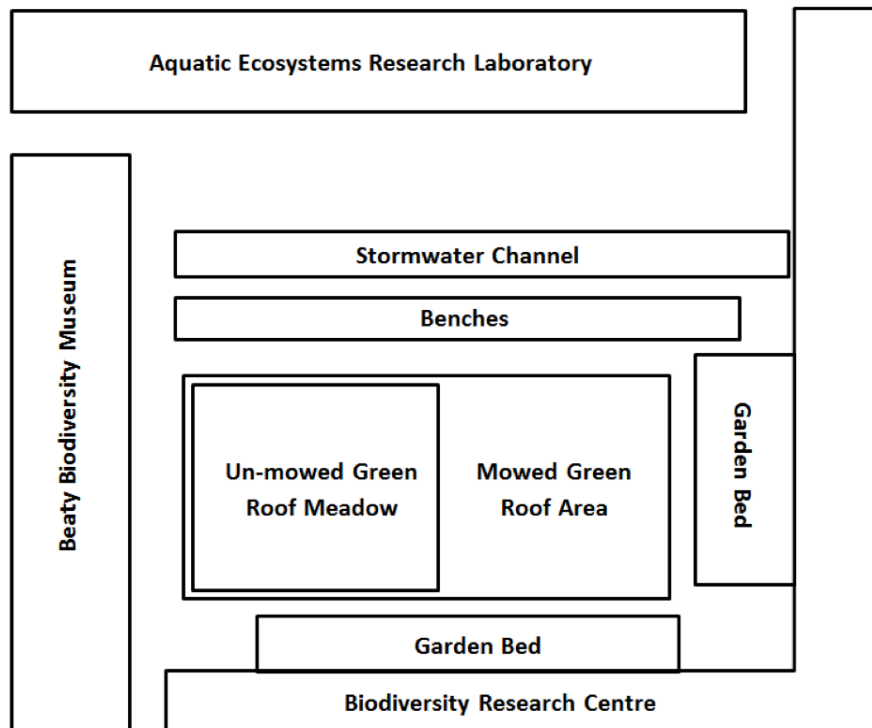 Aquatic Ecosystems Research Laboratory
Beaty Biodiversity Museum
Stormwater Channel
Benches
Un-mowed Green
Roof Meadow
Mowed Green
Roof Area
Garden Bed
Garden Bed
Biodiversity Research Centre